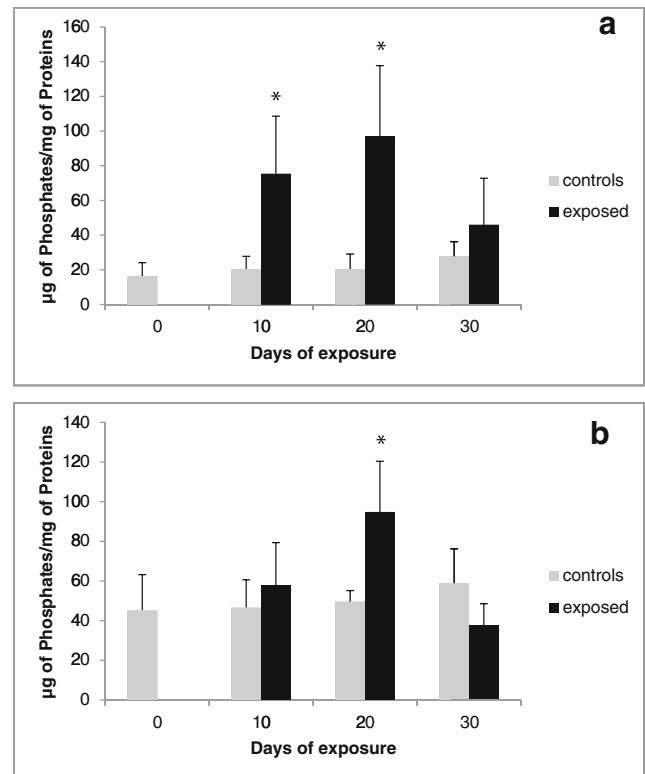 a
µg of Phosphates/mg of Proteins
160
140
120
100
80
60
40
20
0
*
*
0 10 20 30
Days of exposure
controls
exposed
b
µg of Phosphates/mg of Proteins
140
120
100
80
60
40
20
0
*
0 10 20 30
Days of exposure
controls
exposed